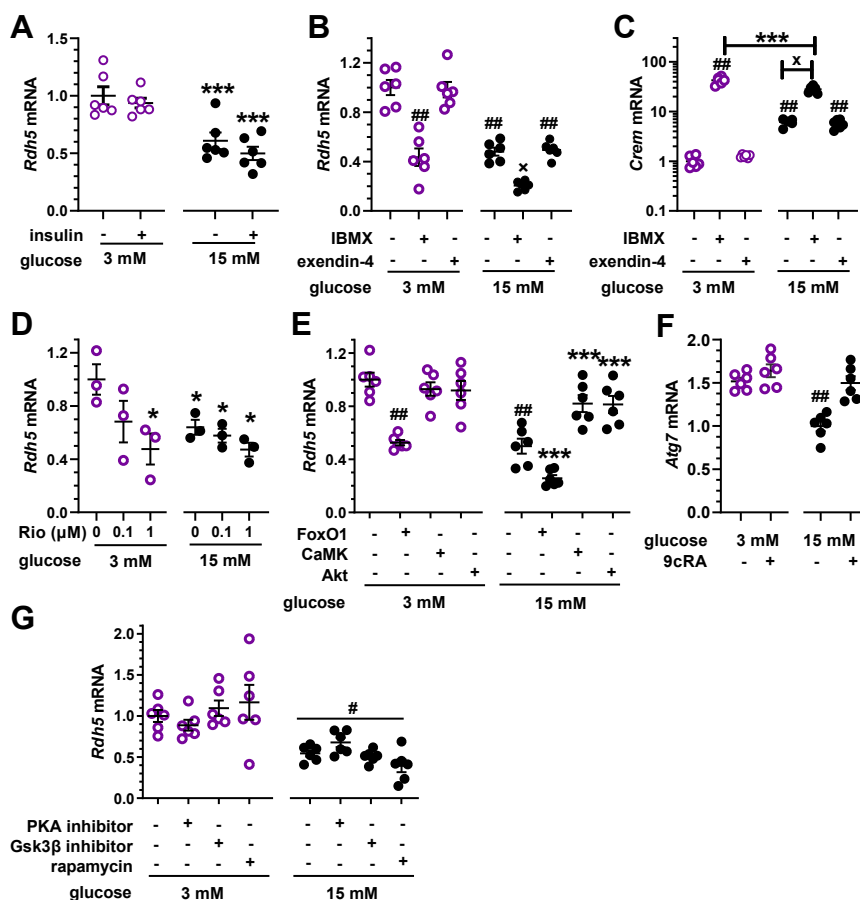 A
Rdh5 mRNA
1.5
1.0
0.5
0.0
***
***
insulin - + - +
glucose 3 mM 15 mM
B
Rdh5 mRNA
1.2
0.8
0.4
0.0
##
##
×
##
IBMX - + - - + -
exendin-4 - - + - - +
glucose 3 mM 15 mM
C
Crem mRNA
100
10
1
0.1
***
x
##
##
##
IBMX - + - - + -
exendin-4 - - + - - +
glucose 3 mM 15 mM
D
Rdh5 mRNA
1.2
0.8
0.4
0.0
*
*
*
*
Rio (µM) 0 0.1 1 0 0.1 1
glucose 3 mM 15 mM
E
Rdh5 mRNA
1.2
0.8
0.4
0.0
##
##
***
***
***
FoxO1 - + - - - + - -
CaMK - - + - - - + -
Akt - - - + - - - +
glucose 3 mM 15 mM
F
Atg7 mRNA
2.0
1.5
1.0
0.5
0.0
##
glucose 3 mM 15 mM
9cRA - + - +
G
Rdh5 mRNA
2.0
1.5
1.0
0.5
0.0
#
PKA inhibitor - + - - - + - -
Gsk3β inhibitor - - + - - - + -
rapamycin - - - + - - - +
glucose 3 mM 15 mM